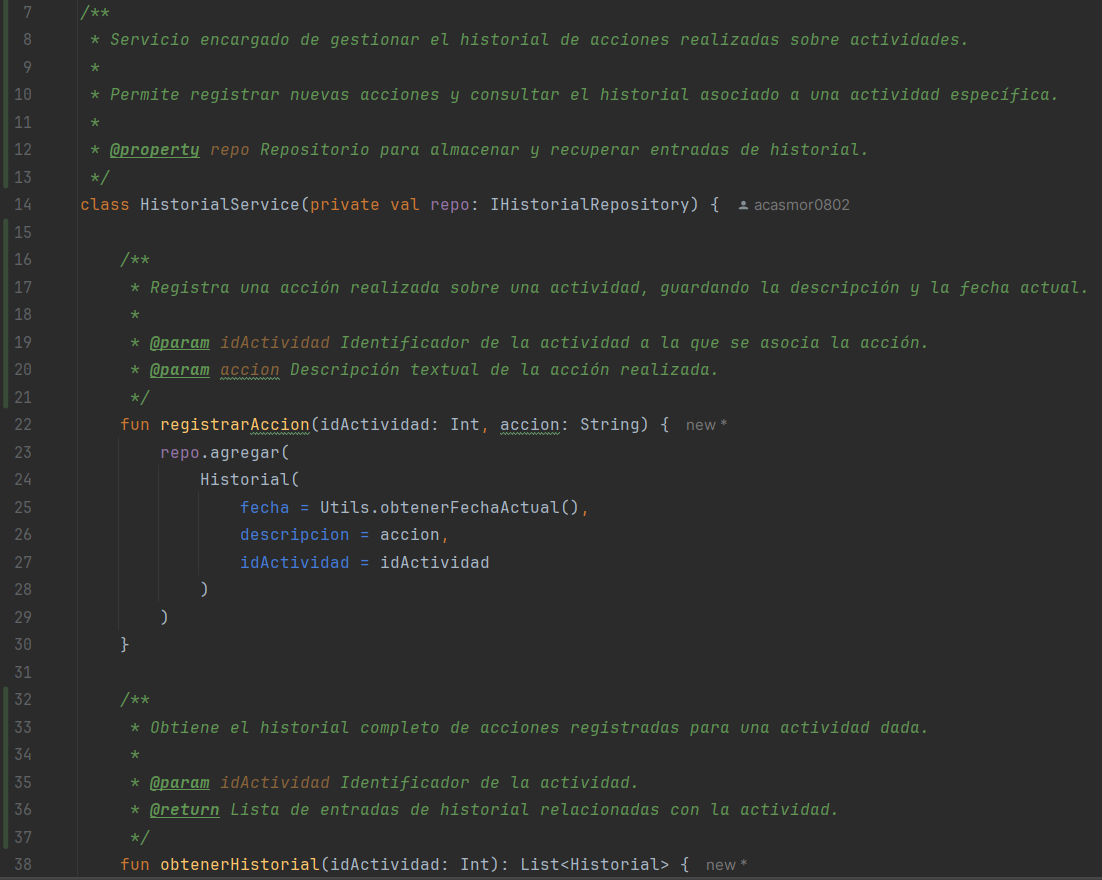 7 /**
8 * Servicio encargado de gestionar el historial de acciones realizadas sobre actividades.
9 *
10 * Permite registrar nuevas acciones y consultar el historial asociado a una actividad específica.
11 *
12 * @property repo Repositorio para almacenar y recuperar entradas de historial.
13 */
14 class HistorialService(private val repo: IHistorialRepository) { acasmor0802
15
16 /**
17 * Registra una acción realizada sobre una actividad, guardando la descripción y la fecha actual.
18 *
19 * @param idActividad Identificador de la actividad a la que se asocia la acción.
20 * @param accion Descripción textual de la acción realizada.
21 */
22 fun registrarAccion(idActividad: Int, accion: String) { new *
23 repo.agregar(
24 Historial(
25 fecha = Utils.obtenerFechaActual(),
26 descripcion = accion,
27 idActividad = idActividad
28 )
29 )
30 }
31
32 /**
33 * Obtiene el historial completo de acciones registradas para una actividad dada.
34 *
35 * @param idActividad Identificador de la actividad.
36 * @return Lista de entradas de historial relacionadas con la actividad.
37 */
38 fun obtenerHistorial(idActividad: Int): List<Historial> { new *